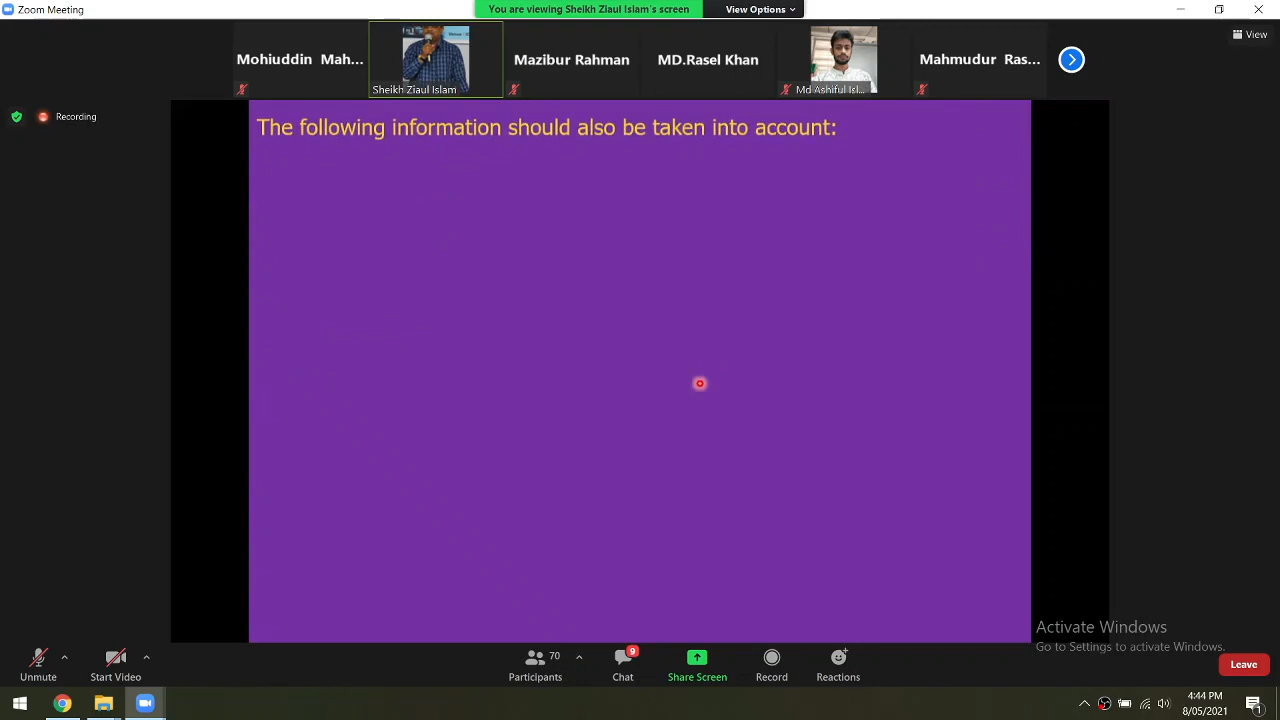 Zoom Meeting
You are viewing Sheikh Ziaul Islam's screen
View Options
View
Mohiuddin Mah...
Sheikh Ziaul Islam
Mazibur Rahman
MD.Rasel Khan
Md Ashiful Isl...
Mahmudur Ras...
Recording
The following information should also be taken into account:
Activate Windows
Go to Settings to activate Windows.
Unmute
Start Video
70
Participants
9
Chat
Share Screen
Record
Reactions
Leave
4:44 PM
8/05/2021
1